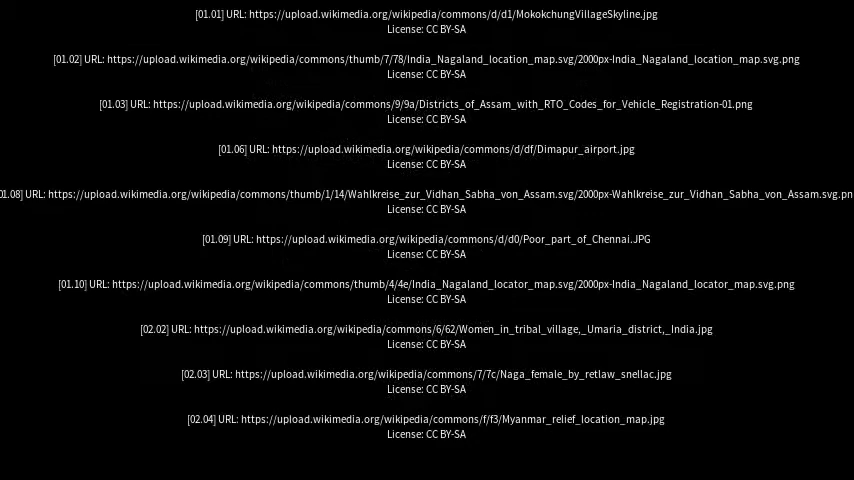 [01.01] URL: https://upload.wikimedia.org/wikipedia/commons/d/d1/MokokchungVillageSkyline.jpg
License: CC BY-SA
[01.02] URL: https://upload.wikimedia.org/wikipedia/commons/thumb/7/78/India_Nagaland_location_map.svg/2000px-India_Nagaland_location_map.svg.png
License: CC BY-SA
[01.03] URL: https://upload.wikimedia.org/wikipedia/commons/9/9a/Districts_of_Assam_with_RTO_Codes_for_Vehicle_Registration-01.png
License: CC BY-SA
[01.06] URL: https://upload.wikimedia.org/wikipedia/commons/d/df/Dimapur_airport.jpg
License: CC BY-SA
01.08] URL: https://upload.wikimedia.org/wikipedia/commons/thumb/1/14/Wahlkreise_zur_Vidhan_Sabha_von_Assam.svg/2000px-Wahlkreise_zur_Vidhan_Sabha_von_Assam.svg.pn
License: CC BY-SA
[01.09] URL: https://upload.wikimedia.org/wikipedia/commons/d/d0/Poor_part_of_Chennai.JPG
License: CC BY-SA
[01.10] URL: https://upload.wikimedia.org/wikipedia/commons/thumb/4/4e/India_Nagaland_locator_map.svg/2000px-India_Nagaland_locator_map.svg.png
License: CC BY-SA
[02.02] URL: https://upload.wikimedia.org/wikipedia/commons/6/62/Women_in_tribal_village,_Umaria_district,_India.jpg
License: CC BY-SA
[02.03] URL: https://upload.wikimedia.org/wikipedia/commons/7/7c/Naga_female_by_retlaw_snellac.jpg
License: CC BY-SA
[02.04] URL: https://upload.wikimedia.org/wikipedia/commons/f/f3/Myanmar_relief_location_map.jpg
License: CC BY-SA